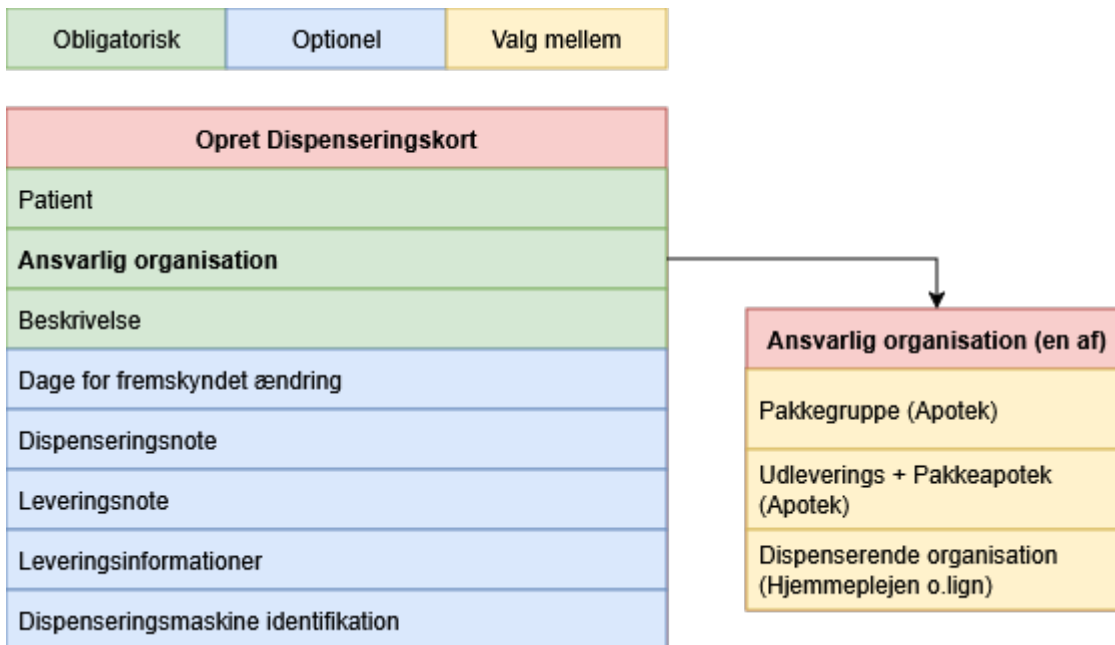 Obligatorisk
Optionel
Valg mellem
Opret Dispenseringskort
Patient
Ansvarlig organisation
Beskrivelse
Dage for fremskyndet ændring
Dispenseringsnote
Leveringsnote
Leveringsinformationer
Dispenseringsmaskine identifikation
Ansvarlig organisation (en af)
Pakkegruppe (Apotek)
Udleverings + Pakkeapotek
(Apotek)
Dispenserende organisation
(Hjemmeplejen o.lign)